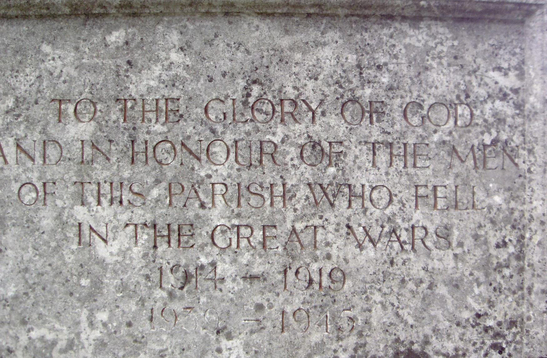 TO THE GLORY OF GOD
AND IN HONOUR OF THE MEN
OF THIS PARISH WHO FELL
IN THE GREAT WARS
1914 – 1919
1939 – 1945